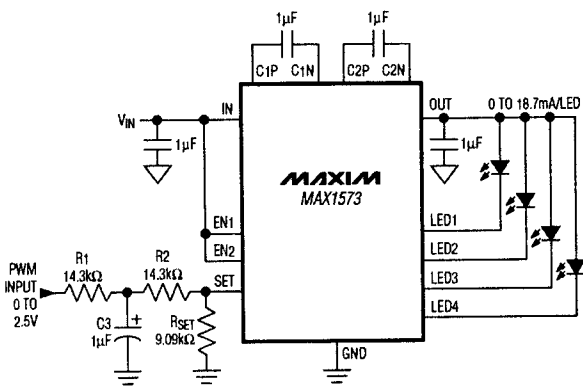 1µF
1µF
C1P
C1N
C2P
C2N
VIN
IN
OUT
0 TO 18.7mA/LED
1µF
1µF
MAXIM
MAX1573
EN1
EN2
LED1
LED2
LED3
LED4
PWM
INPUT
0 TO
2.5V
R1
14.3kΩ
R2
14.3kΩ
SET
C3
1µF
+
RSET
9.09kΩ
GND